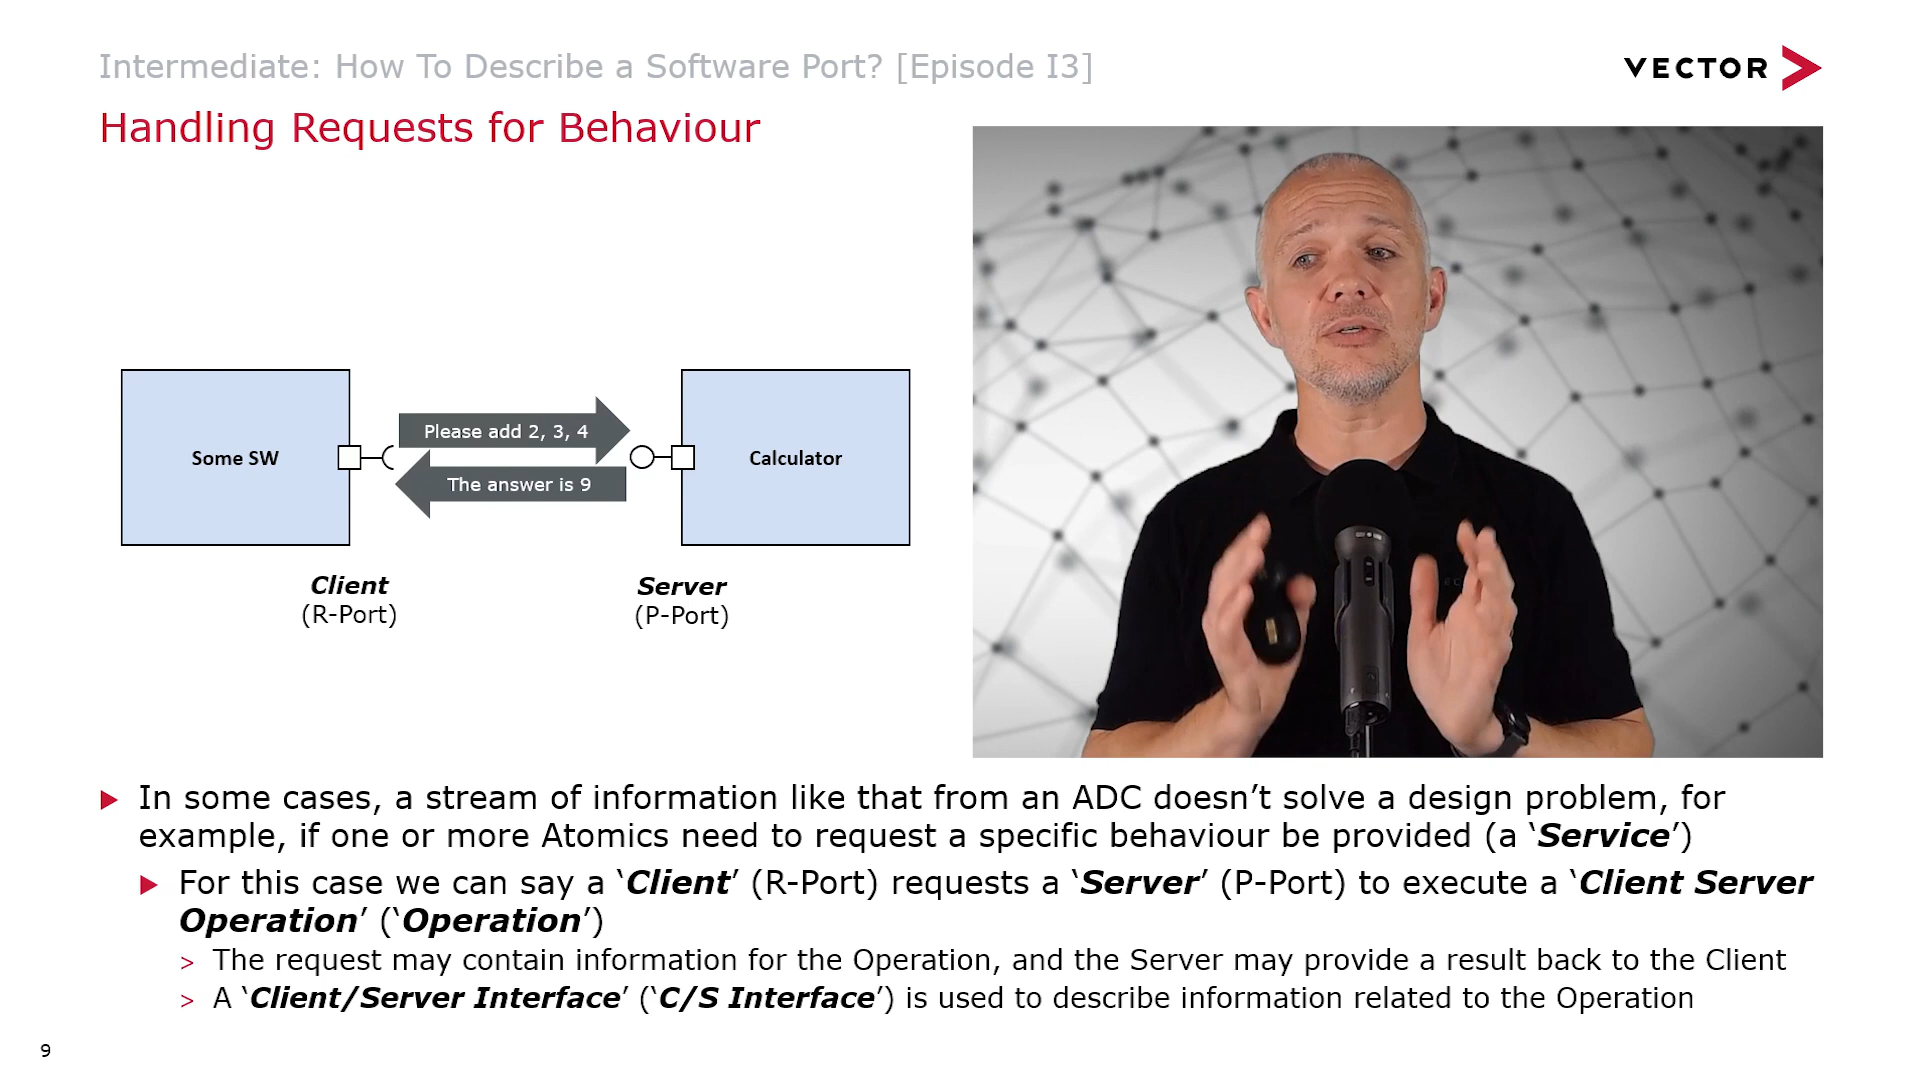 Intermediate: How To Describe a Software Port? [Episode I3]
VECTOR
Handling Requests for Behaviour
Some SW
Please add 2, 3, 4
The answer is 9
Calculator
Client
(R-Port)
Server
(P-Port)
In some cases, a stream of information like that from an ADC doesn’t solve a design problem, for
example, if one or more Atomics need to request a specific behaviour be provided (a ‘Service’)
For this case we can say a ‘Client’ (R-Port) requests a ‘Server’ (P-Port) to execute a ‘Client Server
Operation’ (‘Operation’)
> The request may contain information for the Operation, and the Server may provide a result back to the Client
> A ‘Client/Server Interface’ (‘C/S Interface’) is used to describe information related to the Operation
9